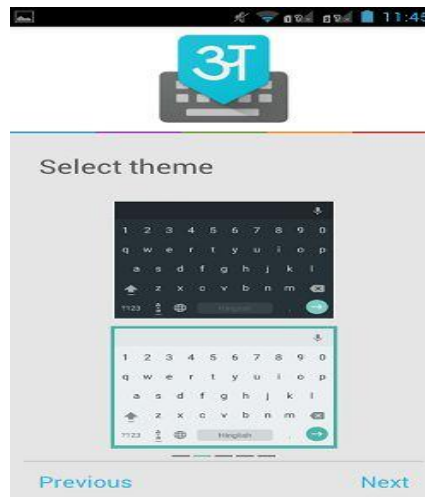 11:45
अ
Select theme
1 2 3 4 5 6 7 8 9 0
q w e r t y u i o p
a s d f g h j k l
z x c v b n m
?123 Hinglish .
1 2 3 4 5 6 7 8 9 0
q w e r t y u i o p
a s d f g h j k l
z x c v b n m
?123 Hinglish .
Previous Next